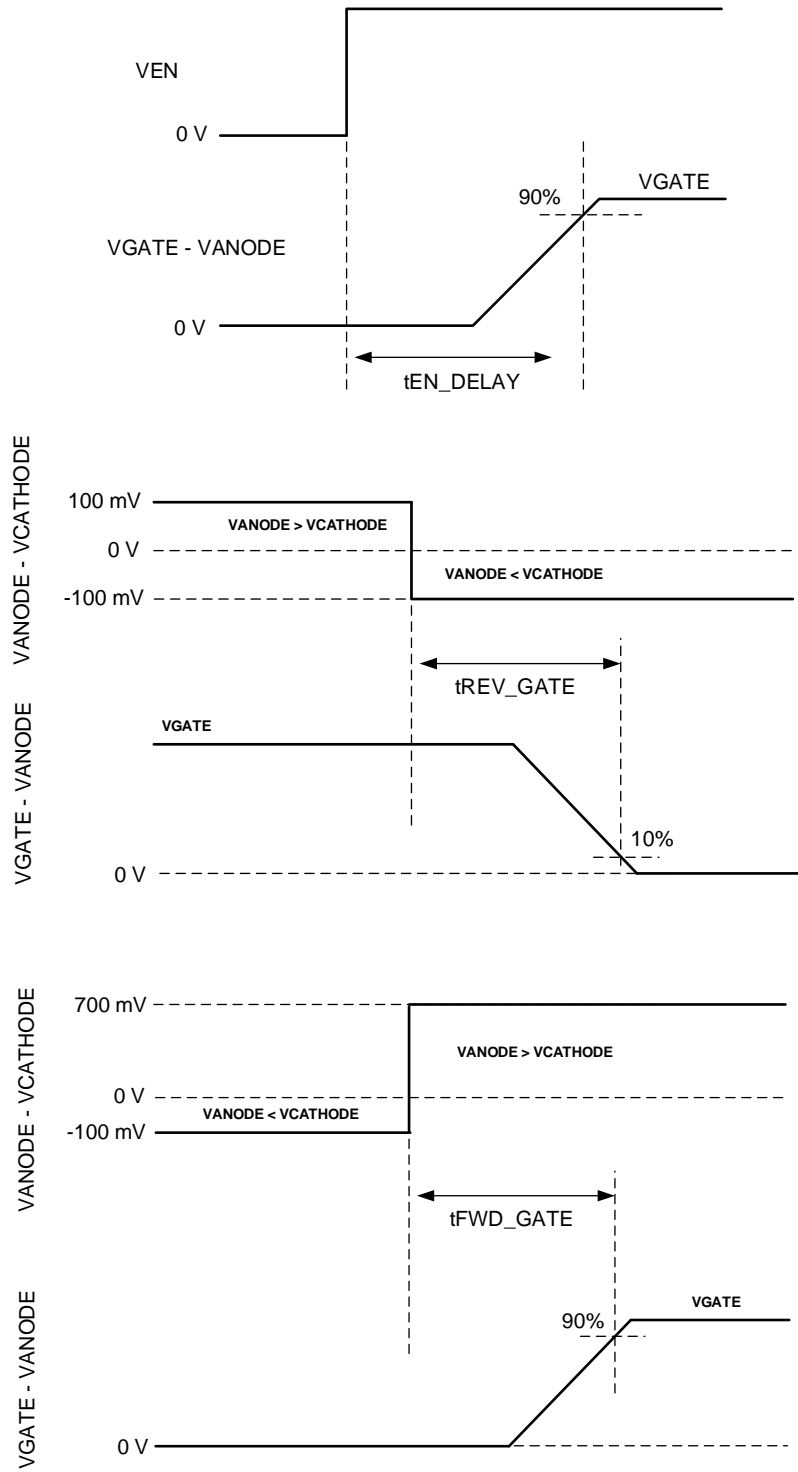 VEN
0 V
90%
VGATE
VGATE - VANODE
0 V
tEN_DELAY
VANODE - VCATHODE
100 mV
VANODE > VCATHODE
0 V
VANODE < VCATHODE
-100 mV
tREV_GATE
VGATE - VANODE
VGATE
10%
0 V
VANODE - VCATHODE
700 mV
VANODE > VCATHODE
0 V
VANODE < VCATHODE
-100 mV
tFWD_GATE
VGATE - VANODE
VGATE
90%
0 V